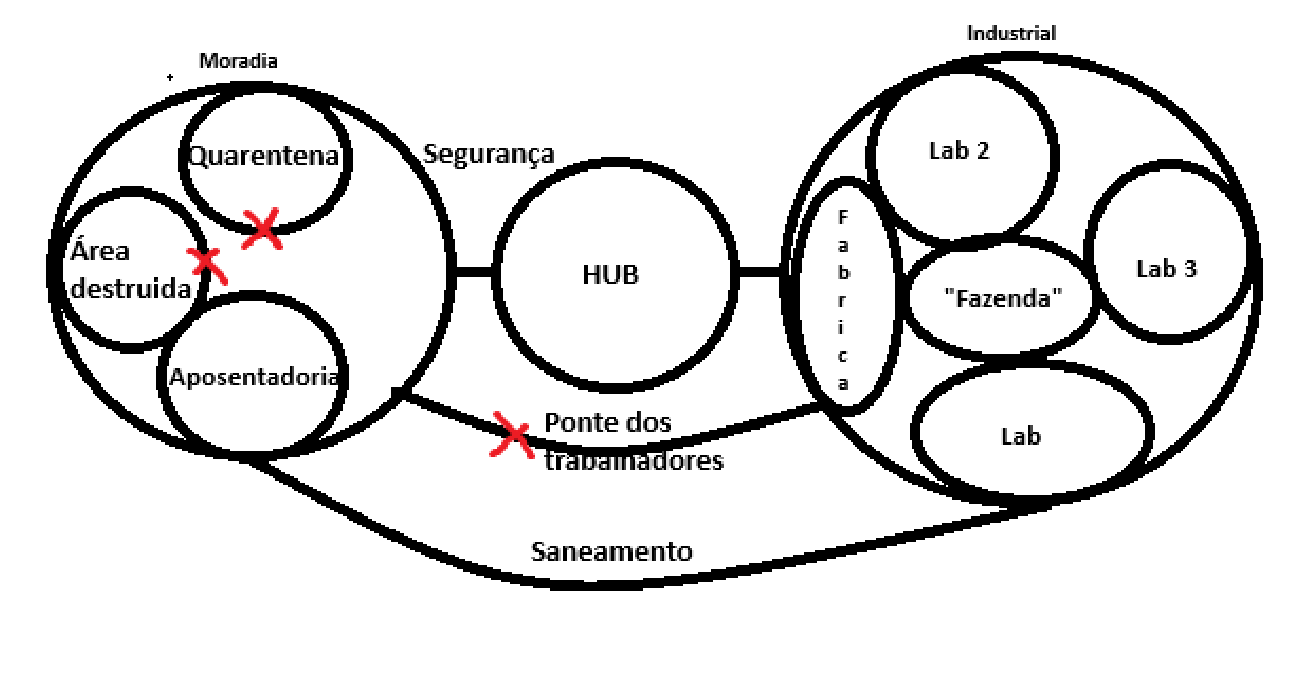 Industrial
Moradia
Segurança
Quarentena
Lab 2
Área
destruida
HUB
Fabrica
"Fazenda"
Lab 3
Aposentadoria
Ponte dos
trabalhadores
Lab
Saneamento